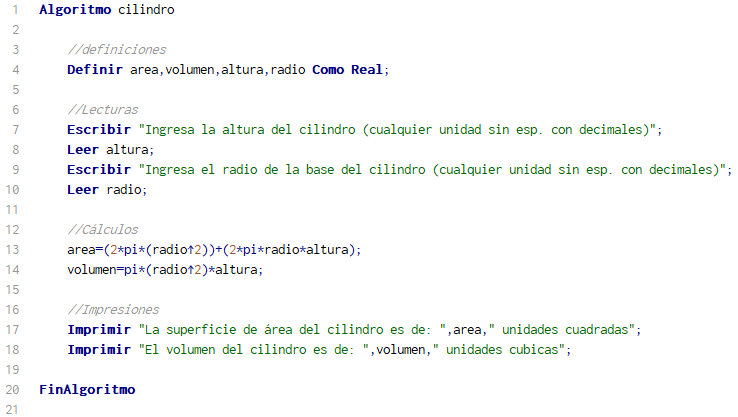 1 Algoritmo cilindro
2
3 //definiciones
4 Definir area,volumen,altura,radio Como Real;
5
6 //Lecturas
7 Escribir "Ingresa la altura del cilindro (cualquier unidad sin esp. con decimales)";
8 Leer altura;
9 Escribir "Ingresa el radio de la base del cilindro (cualquier unidad sin esp. con decimales)";
10 Leer radio;
11
12 //Cálculos
13 area=(2*pi*(radio↑2))+(2*pi*radio*altura);
14 volumen=pi*(radio↑2)*altura;
15
16 //Impresiones
17 Imprimir "La superficie de área del cilindro es de: ",area," unidades cuadradas";
18 Imprimir "El volumen del cilindro es de: ",volumen," unidades cubicas";
19
20 FinAlgoritmo
21